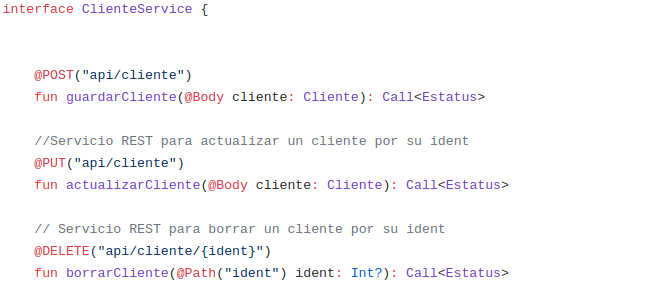 interface ClienteService {
@POST("api/cliente")
fun guardarCliente(@Body cliente: Cliente): Call<Estatus>
//Servicio REST para actualizar un cliente por su ident
@PUT("api/cliente")
fun actualizarCliente(@Body cliente: Cliente): Call<Estatus>
// Servicio REST para borrar un cliente por su ident
@DELETE("api/cliente/{ident}")
fun borrarCliente(@Path("ident") ident: Int?): Call<Estatus>